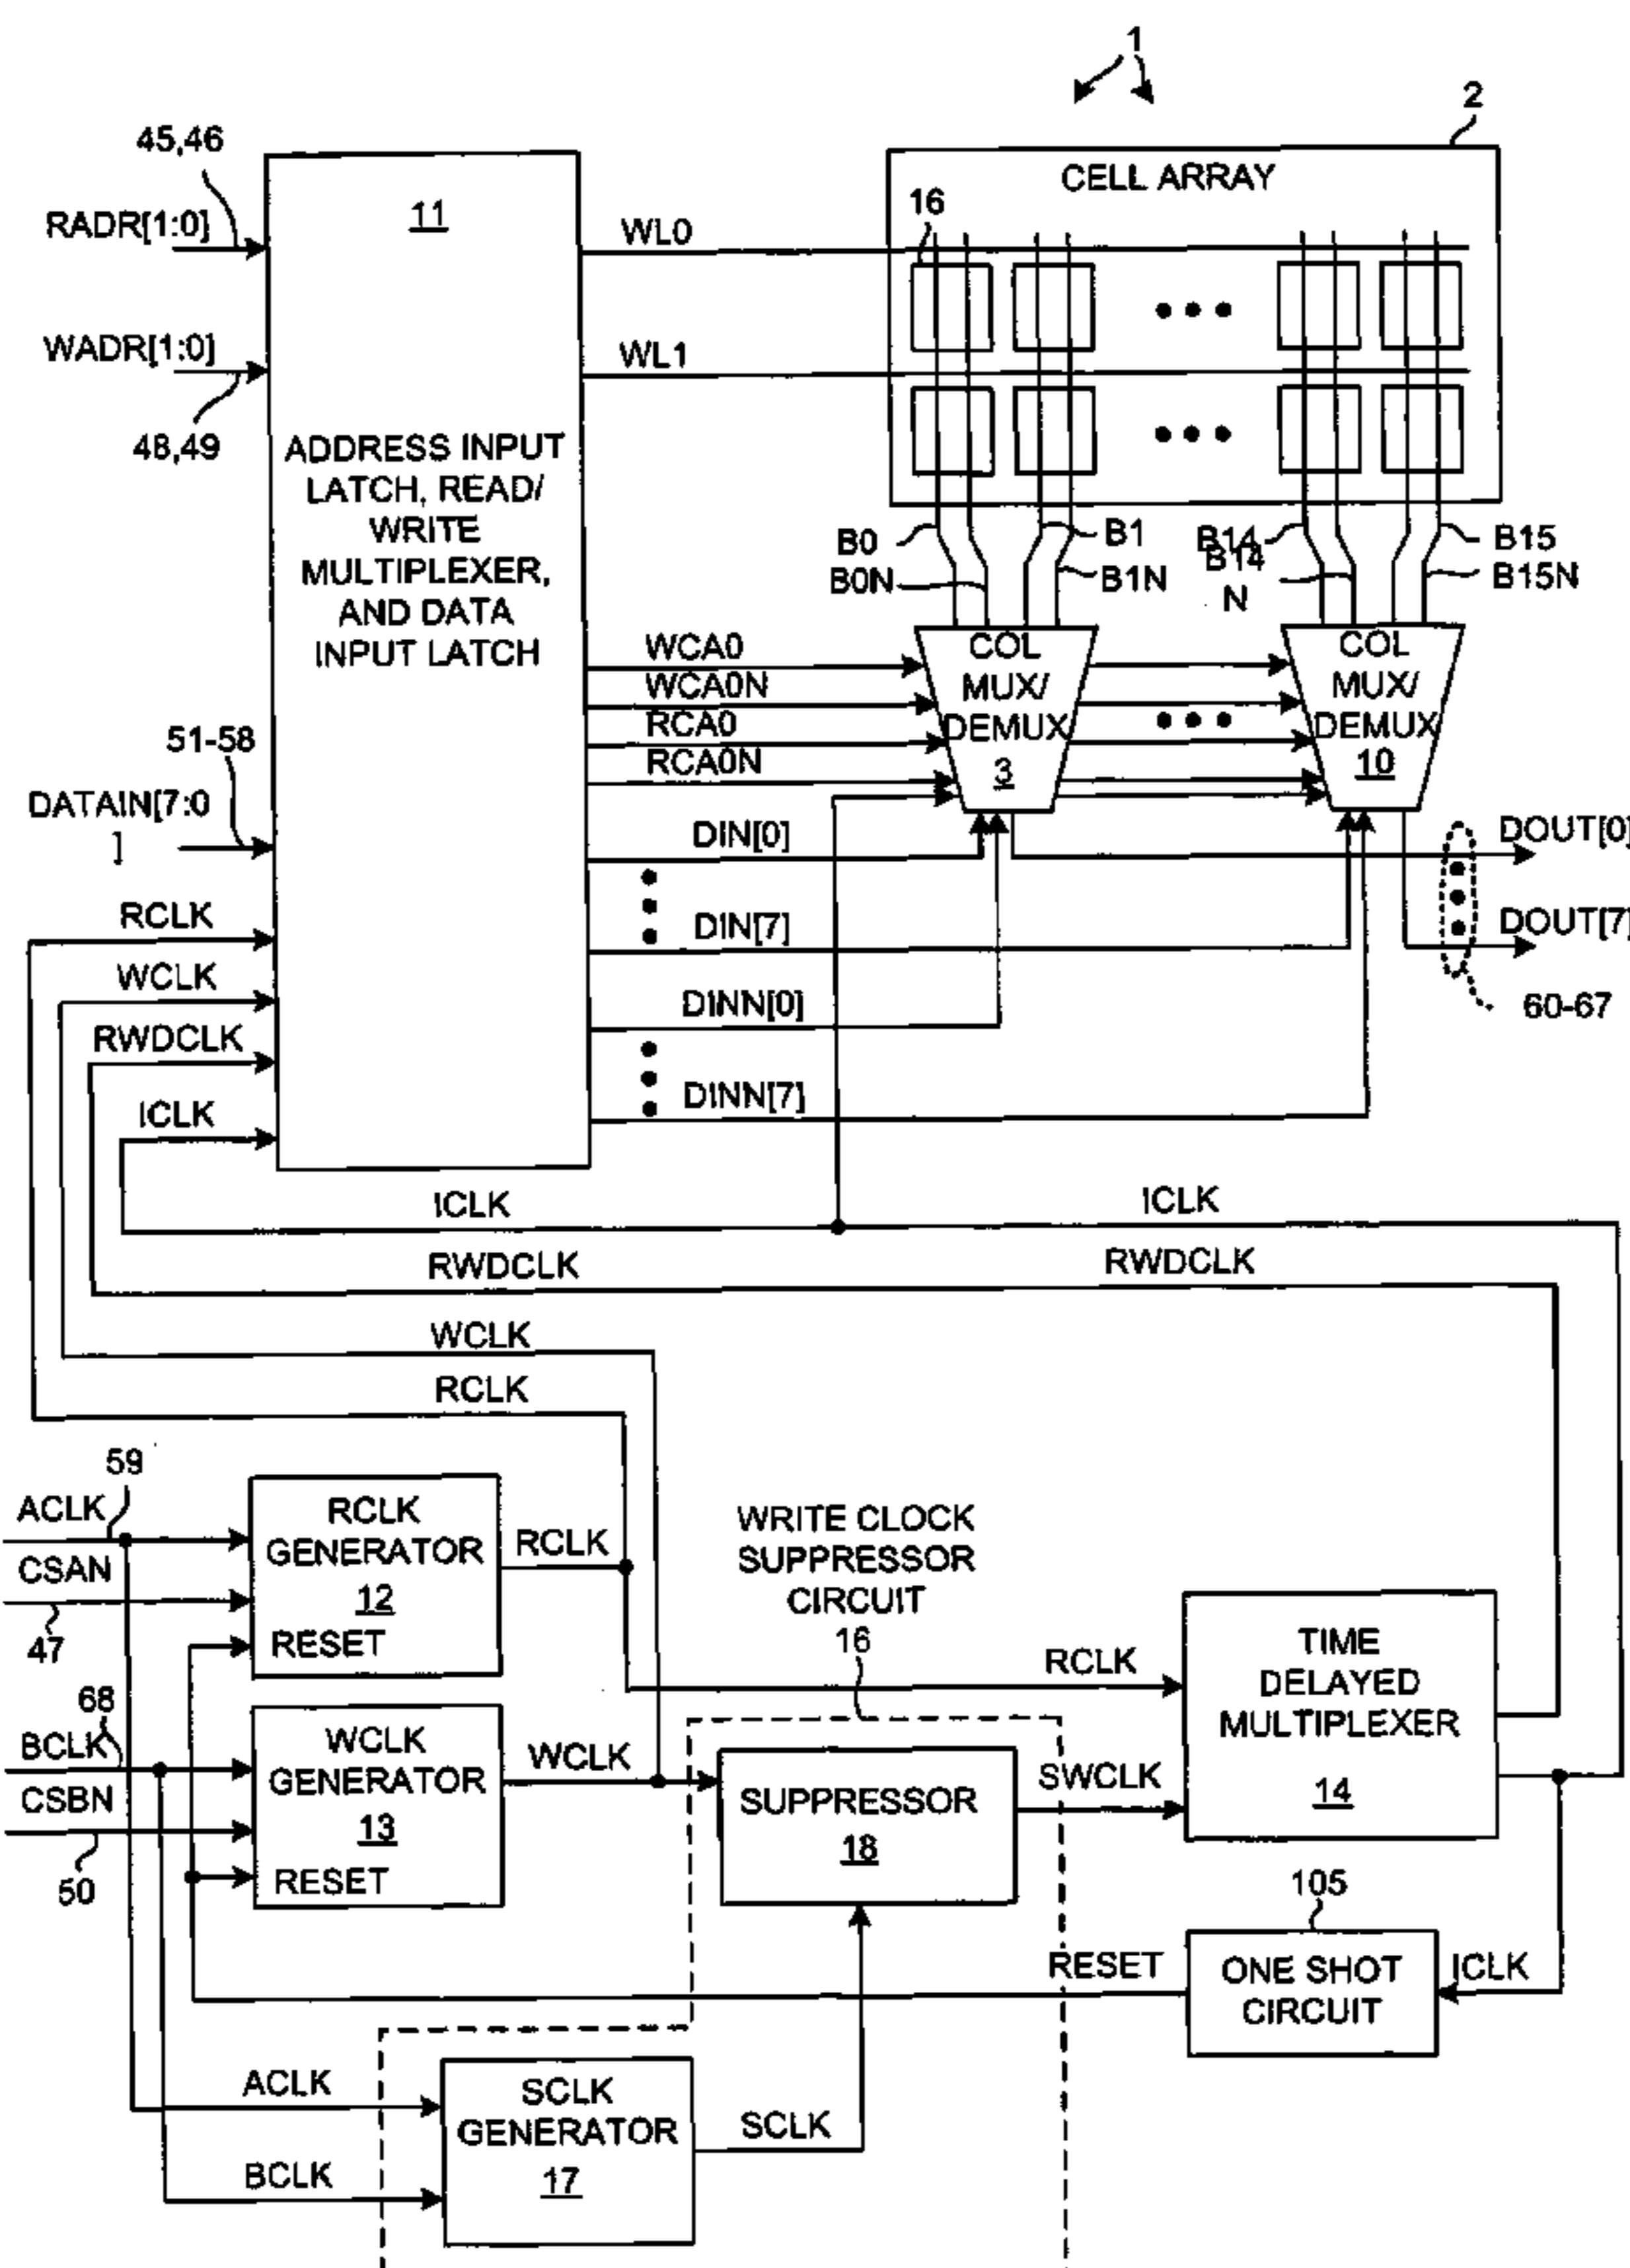 1
2
CELL ARRAY
16
45,46
RADR[1:0]
11
WL0
WADR[1:0]
WL1
48,49
ADDRESS INPUT
LATCH, READ/
WRITE
MULTIPLEXER,
AND DATA
INPUT LATCH
B0
B0N
B1
B1N
B14
B14
N
B15
B15N
WCA0
WCA0N
RCA0
RCA0N
COL
MUX/
DEMUX
3
COL
MUX/
DEMUX
10
51-58
DATAIN[7:0
]
DIN[0]
DOUT[0]
DIN[7]
DOUT[7]
60-67
DINN[0]
DINN[7]
RCLK
WCLK
RWDCLK
ICLK
ICLK
ICLK
RWDCLK
RWDCLK
WCLK
RCLK
59
ACLK
CSAN
47
RCLK
GENERATOR
12
RESET
RCLK
WRITE CLOCK
SUPPRESSOR
CIRCUIT
16
RCLK
TIME
DELAYED
MULTIPLEXER
14
68
BCLK
CSBN
50
WCLK
GENERATOR
13
RESET
WCLK
SUPPRESSOR
18
SWCLK
105
RESET
ONE SHOT
CIRCUIT
ICLK
ACLK
BCLK
SCLK
GENERATOR
17
SCLK